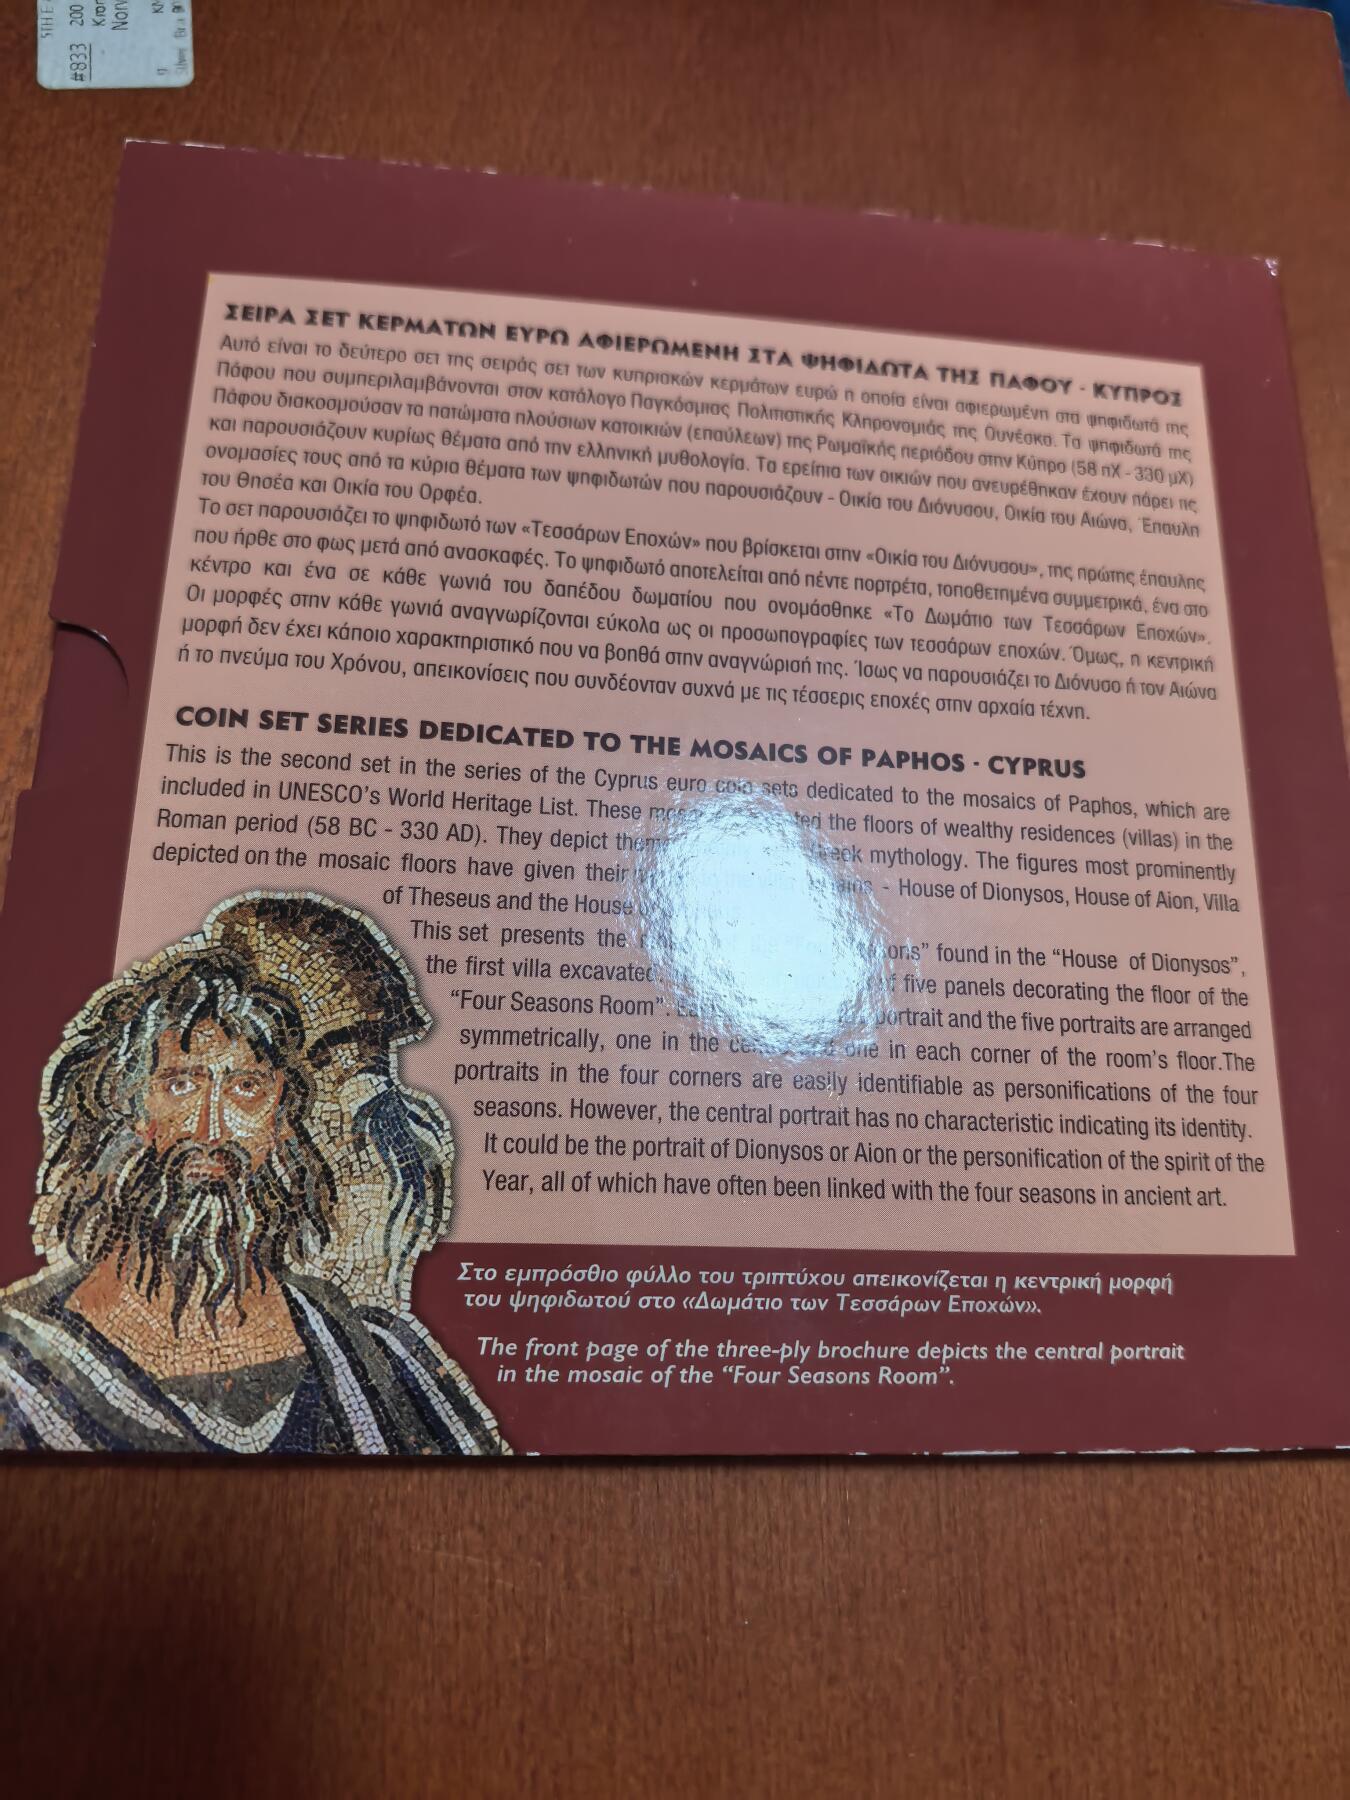 5TH E
#833 200
Kron
Norv
KM
g
Silver
ΣΕΙΡΑ ΣΕΤ ΚΕΡΜΑΤΩΝ ΕΥΡΩ ΑΦΙΕΡΩΜΕΝΗ ΣΤΑ ΨΗΦΙΔΩΤΑ ΤΗΣ ΠΑΦΟΥ - ΚΥΠΡΟΣ
Αυτό είναι το δεύτερο σετ της σειράς σετ των κυπριακών κερμάτων ευρώ η οποία είναι αφιερωμένη στα ψηφιδωτά της
Πάφου που συμπεριλαμβάνονται στον κατάλογο Παγκόσμιας Πολιτιστικής Κληρονομιάς της Ουνέσκο. Τα ψηφιδωτά της
Πάφου διακοσμούσαν τα πατώματα πλούσιων κατοικιών (επαύλεων) της Ρωμαϊκής περιόδου στην Κύπρο (58 πΧ - 330 μΧ)
και παρουσιάζουν κυρίως θέματα από την ελληνική μυθολογία. Τα ερείπια των οικιών που ανευρέθηκαν έχουν πάρει τις
ονομασίες τους από τα κύρια θέματα των ψηφιδωτών που παρουσιάζουν - Οικία του Διόνυσου, Οικία του Αιώνα, Έπαυλη
του Θησέα και Οικία του Ορφέα.
Το σετ παρουσιάζει το ψηφιδωτό των «Τεσσάρων Εποχών» που βρίσκεται στην «Οικία του Διόνυσου», της πρώτης έπαυλης
που ήρθε στο φως μετά από ανασκαφές. Το ψηφιδωτό αποτελείται από πέντε πορτρέτα, τοποθετημένα συμμετρικά, ένα στο
κέντρο και ένα σε κάθε γωνιά του δαπέδου δωματίου που ονομάσθηκε «Το Δωμάτιο των Τεσσάρων Εποχών».
Οι μορφές στην κάθε γωνιά αναγνωρίζονται εύκολα ως οι προσωπογραφίες των τεσσάρων εποχών. Όμως, η κεντρική
μορφή δεν έχει κάποιο χαρακτηριστικό που να βοηθά στην αναγνώρισή της. Ίσως να παρουσιάζει το Διόνυσο ή τον Αιώνα
ή το πνεύμα του Χρόνου, απεικονίσεις που συνδέονταν συχνά με τις τέσσερις εποχές στην αρχαία τέχνη.
COIN SET SERIES DEDICATED TO THE MOSAICS OF PAPHOS - CYPRUS
This is the second set in the series of the Cyprus euro coin sets dedicated to the mosaics of Paphos, which are
included in UNESCO's World Heritage List. These the floors of wealthy residences (villas) in the
Roman period (58 BC - 330 AD). They depict Greek mythology. The figures most prominently
depicted on the mosaic floors have given their - House of Dionysos, House of Aion, Villa
of Theseus and the House
This set presents the found in the "House of Dionysos",
the first villa excavated. of five panels decorating the floor of the
"Four Seasons Room". portrait and the five portraits are arranged
symmetrically, one in the centre and one in each corner of the room's floor.The
portraits in the four corners are easily identifiable as personifications of the four
seasons. However, the central portrait has no characteristic indicating its identity.
It could be the portrait of Dionysos or Aion or the personification of the spirit of the
Year, all of which have often been linked with the four seasons in ancient art.
Στο εμπρόσθιο φύλλο του τριπτύχου απεικονίζεται η κεντρική μορφή
του ψηφιδωτού στο «Δωμάτιο των Τεσσάρων Εποχών».
The front page of the three-ply brochure depicts the central portrait
in the mosaic of the "Four Seasons Room".